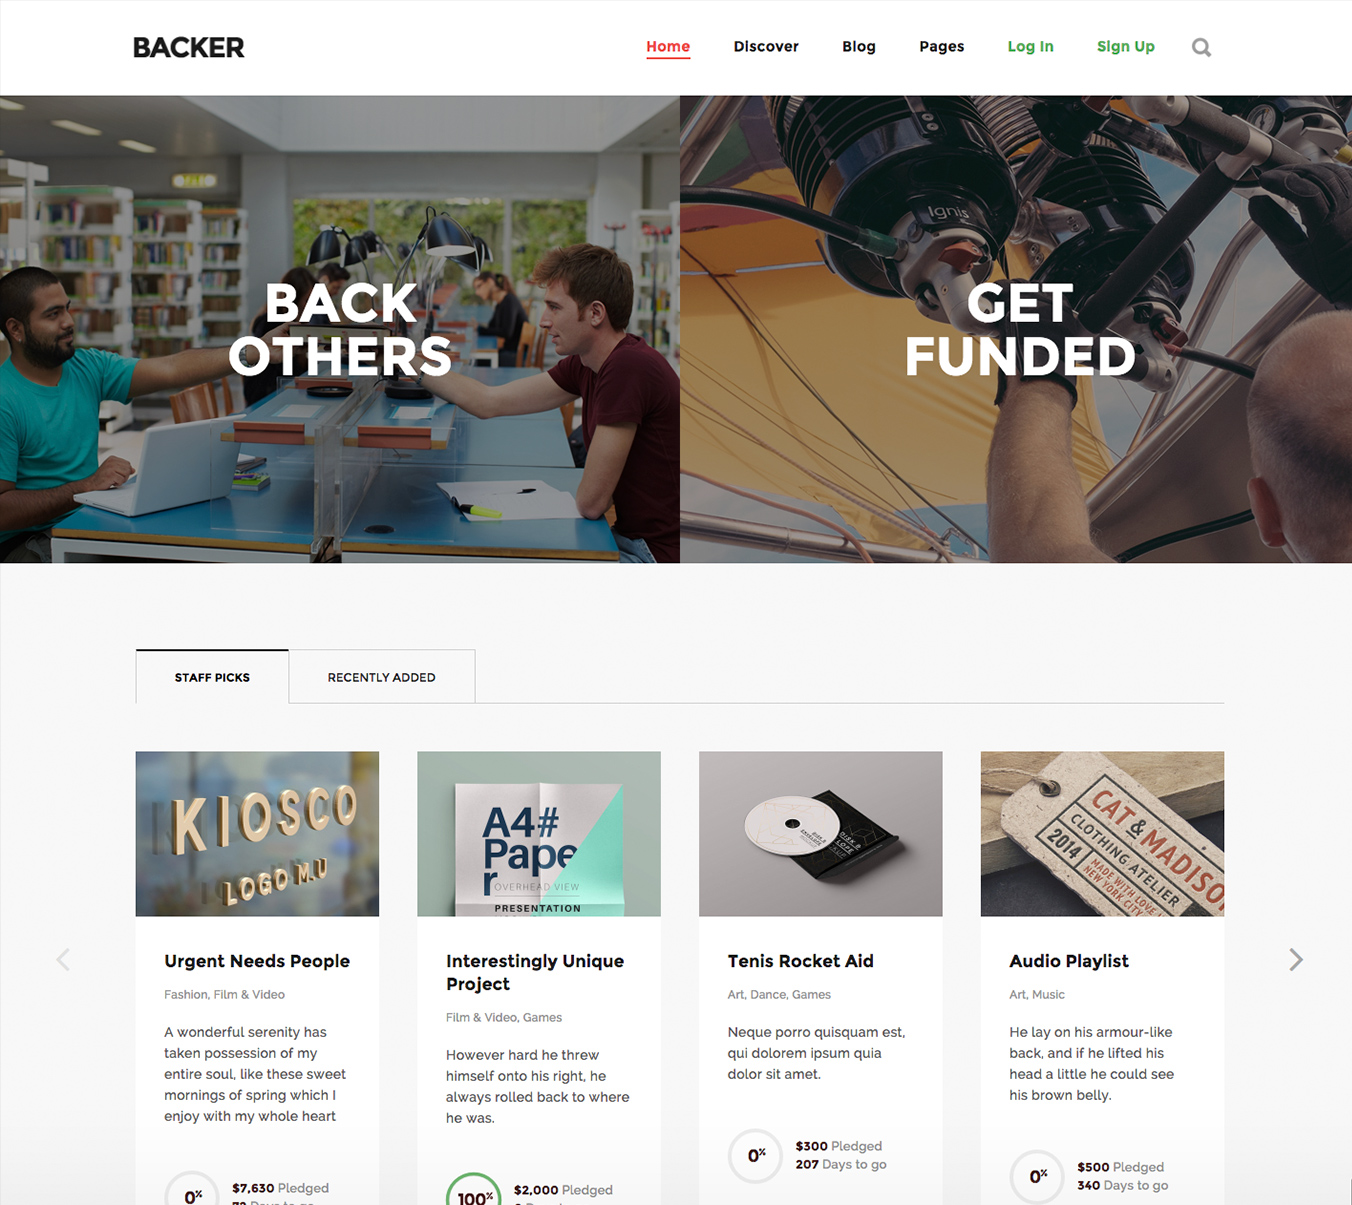 BACKER
Home Discover Blog Pages Log In Sign Up
BACK
OTHERS
Ignis
GET
FUNDED
STAFF PICKS
RECENTLY ADDED
KIOSCO
LOGO M.U
Urgent Needs People
Fashion, Film & Video
A wonderful serenity has
taken possession of my
entire soul, like these sweet
mornings of spring which I
enjoy with my whole heart
0%
$7,630 Pledged
Days to go
A4#
Pape
r
OVERHEAD VIEW
PRESENTATION
Interestingly Unique
Project
Film & Video, Games
However hard he threw
himself onto his right, he
always rolled back to where
he was.
100%
$2,000 Pledged
Tenis Rocket Aid
Art, Dance, Games
Neque porro quisquam est,
qui dolorem ipsum quia
dolor sit amet.
0%
$300 Pledged
207 Days to go
CAT & MADISO
CLOTHING ATELIER
2014
MADE WITH LOVE
NEW YORK CITY
Audio Playlist
Art, Music
He lay on his armour-like
back, and if he lifted his
head a little he could see
his brown belly.
0%
$500 Pledged
340 Days to go